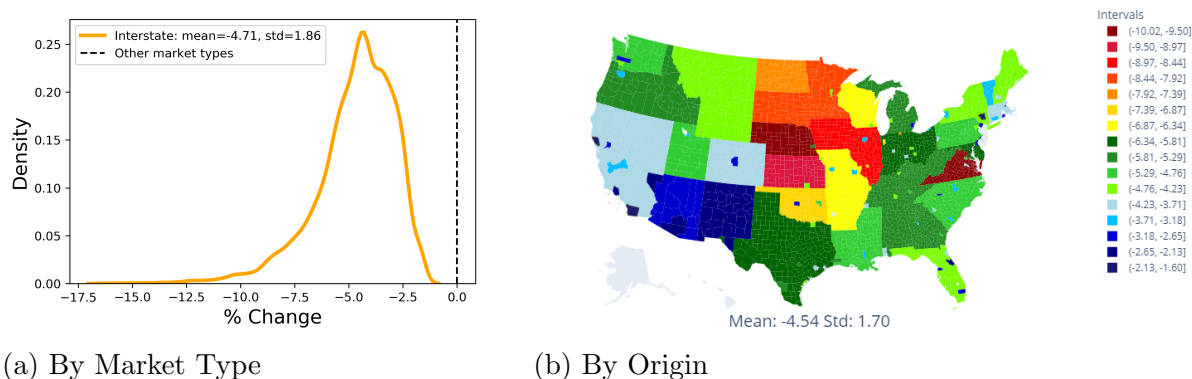 Interstate: mean=-4.71, std=1.86
Other market types
Density
0.25
0.20
0.15
0.10
0.05
0.00
−17.5 −15.0 −12.5 −10.0 −7.5 −5.0 −2.5 0.0
% Change
(a) By Market Type
Intervals
(-10.02, -9.50]
(-9.50, -8.97]
(-8.97, -8.44]
(-8.44, -7.92]
(-7.92, -7.39]
(-7.39, -6.87]
(-6.87, -6.34]
(-6.34, -5.81]
(-5.81, -5.29]
(-5.29, -4.76]
(-4.76, -4.23]
(-4.23, -3.71]
(-3.71, -3.18]
(-3.18, -2.65]
(-2.65, -2.13]
(-2.13, -1.60]
Mean: -4.54 Std: 1.70
(b) By Origin